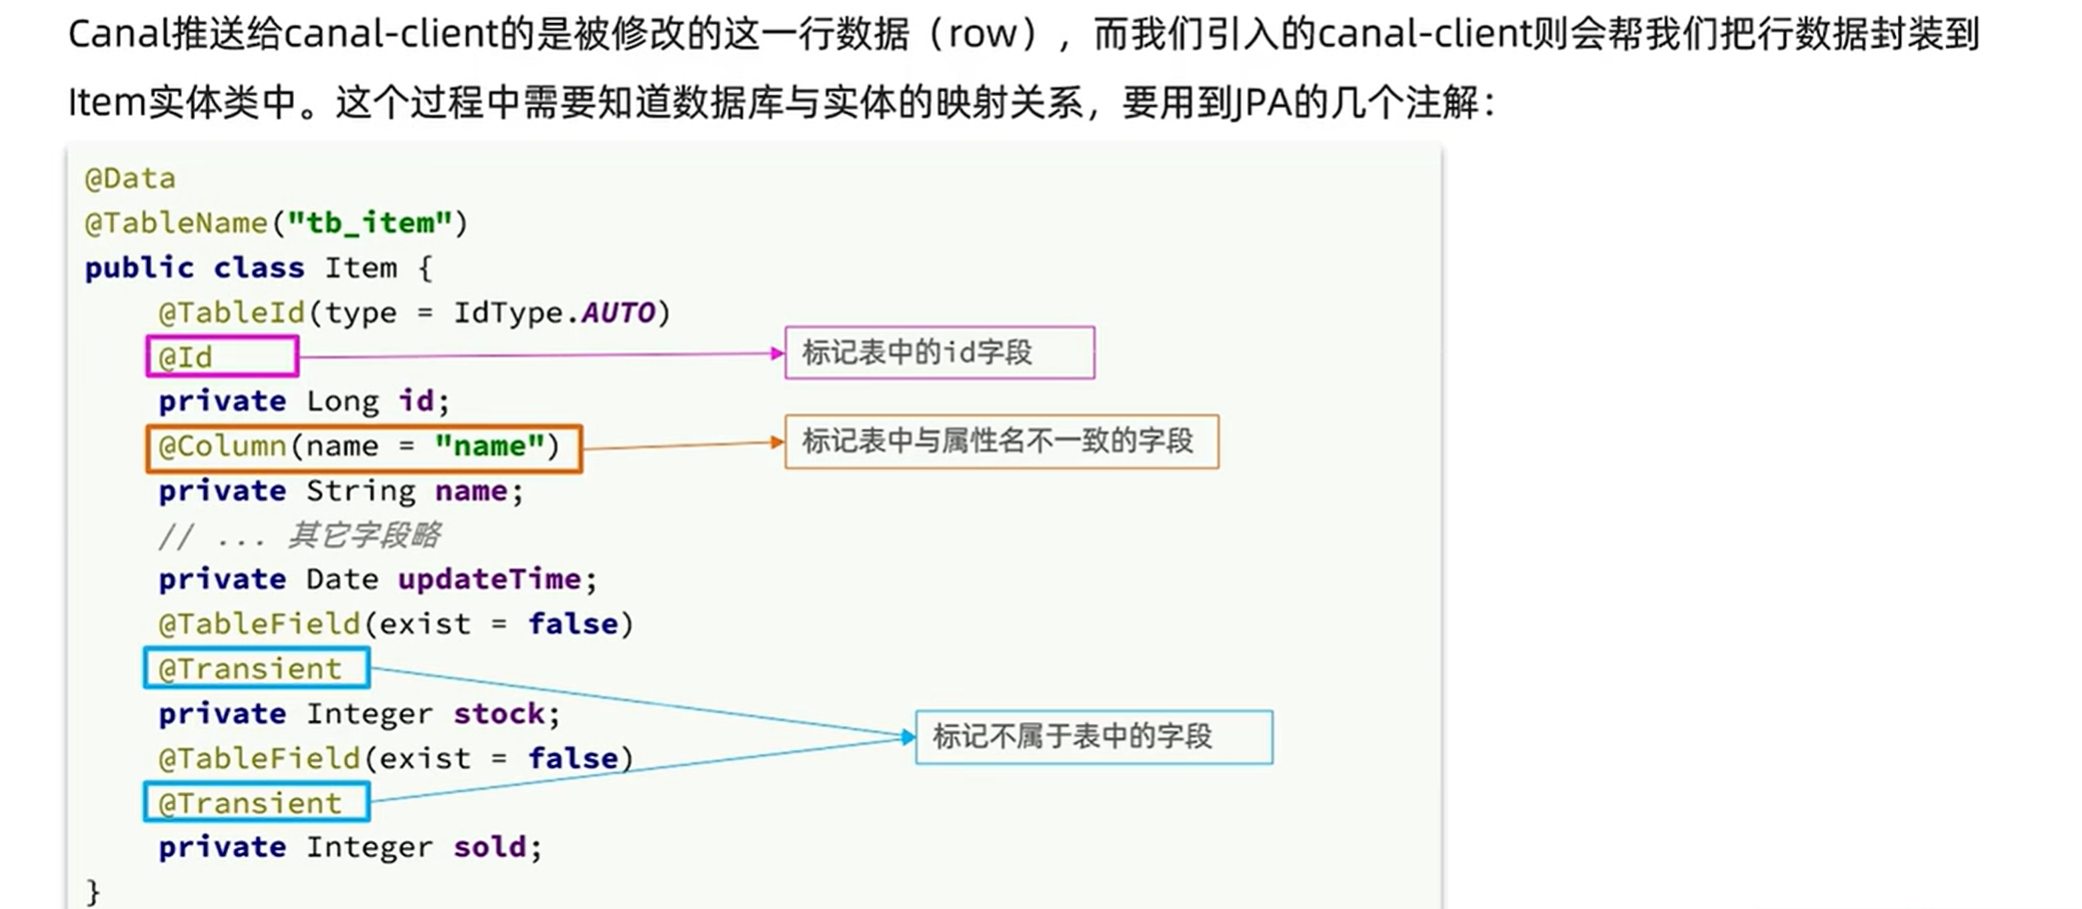 Canal推送给canal-client的是被修改的这一行数据（row），而我们引入的canal-client则会帮我们把行数据封装到
Item实体类中。这个过程中需要知道数据库与实体的映射关系，要用到JPA的几个注解：
@Data
@TableName("tb_item")
public class Item {
@TableId(type = IdType.AUTO)
@Id
标记表中的id字段
private Long id;
@Column(name = "name")
标记表中与属性名不一致的字段
private String name;
// ... 其它字段略
private Date updateTime;
@TableField(exist = false)
@Transient
private Integer stock;
标记不属于表中的字段
@TableField(exist = false)
@Transient
private Integer sold;
}